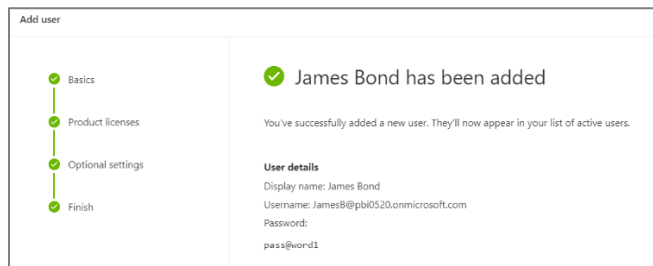 Add user
Basics
Product licenses
Optional settings
Finish
James Bond has been added
You've successfully added a new user. They'll now appear in your list of active users.
User details
Display name: James Bond
Username: JamesB@pbi0520.onmicrosoft.com
Password:
pass@word1